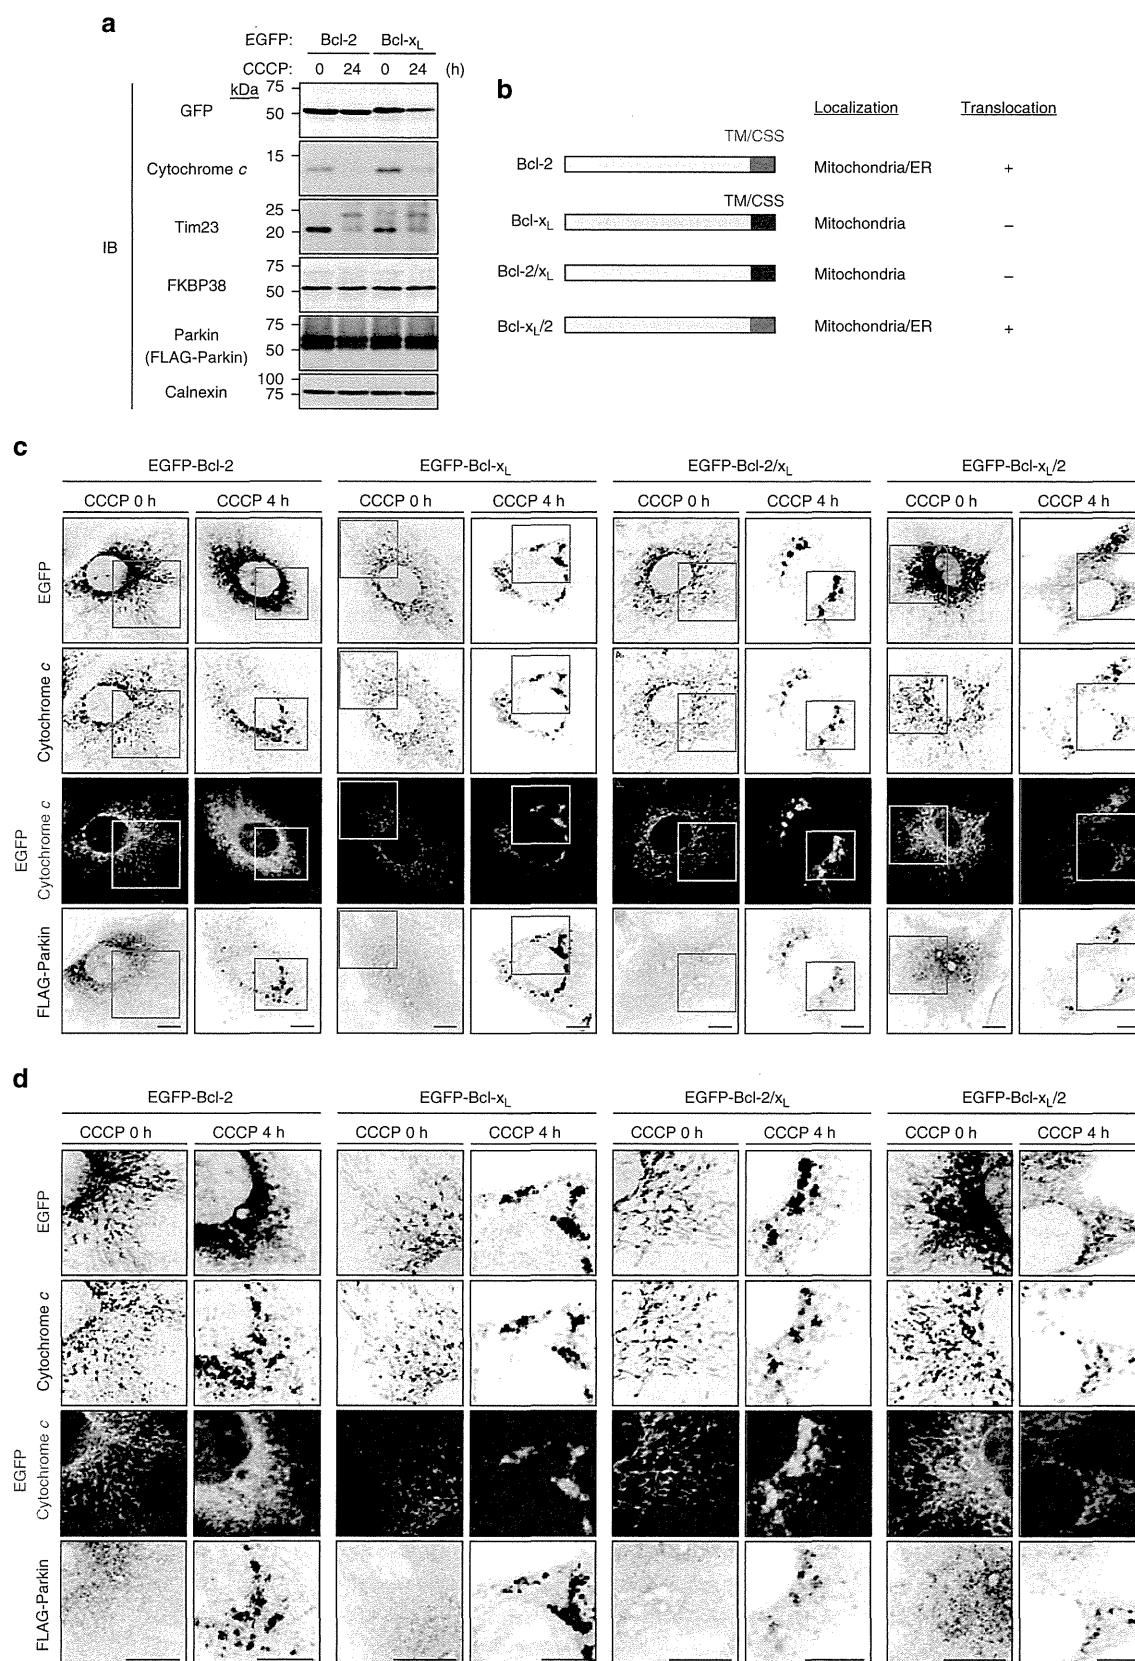 a
EGFP: Bcl-2 Bcl-xL
CCCP: 0 24 0 24 (h)
kDa
75
GFP
50
15
Cytochrome c
25
Tim23
20
IB
75
FKBP38
50
75
Parkin
(FLAG-Parkin)
50
100
Calnexin
75
b
Localization Translocation
TM/CSS
Bcl-2 Mitochondria/ER +
TM/CSS
Bcl-xL Mitochondria –
Bcl-2/xL Mitochondria –
Bcl-xL/2 Mitochondria/ER +
c
EGFP-Bcl-2 EGFP-Bcl-xL EGFP-Bcl-2/xL EGFP-Bcl-xL/2
CCCP 0 h CCCP 4 h CCCP 0 h CCCP 4 h CCCP 0 h CCCP 4 h CCCP 0 h CCCP 4 h
EGFP
Cytochrome c
EGFP
Cytochrome c
FLAG-Parkin
d
EGFP-Bcl-2 EGFP-Bcl-xL EGFP-Bcl-2/xL EGFP-Bcl-xL/2
CCCP 0 h CCCP 4 h CCCP 0 h CCCP 4 h CCCP 0 h CCCP 4 h CCCP 0 h CCCP 4 h
EGFP
Cytochrome c
EGFP
Cytochrome c
FLAG-Parkin